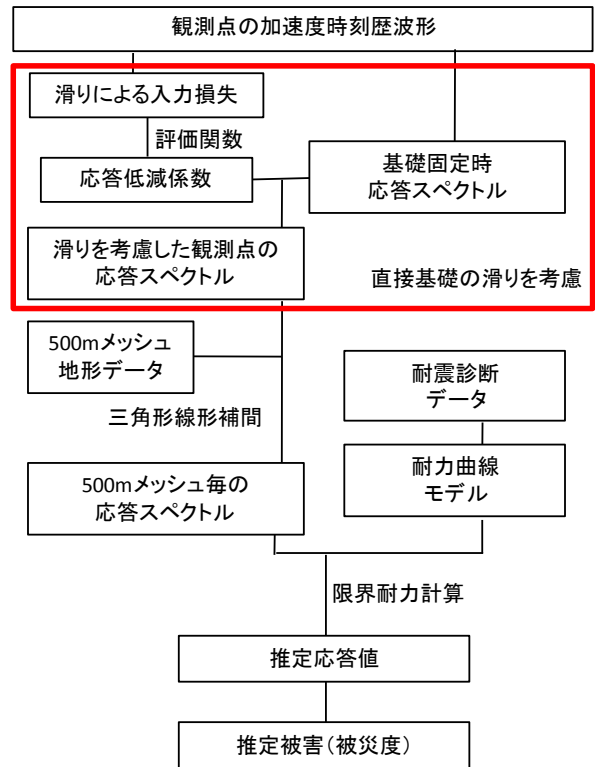 観測点の加速度時刻歴波形
滑りによる入力損失
評価関数
応答低減係数
基礎固定時
応答スペクトル
滑りを考慮した観測点の
応答スペクトル
直接基礎の滑りを考慮
500mメッシュ
地形データ
三角形線形補間
耐震診断
データ
500mメッシュ毎の
応答スペクトル
耐力曲線
モデル
限界耐力計算
推定応答値
推定被害(被災度)